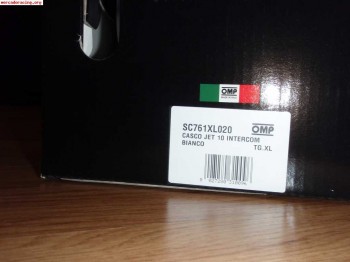 mercadoracing.org
OMP
SC761XL020
OMP
CASCO JET 10 INTERCOM
BIANCO
TG.XL